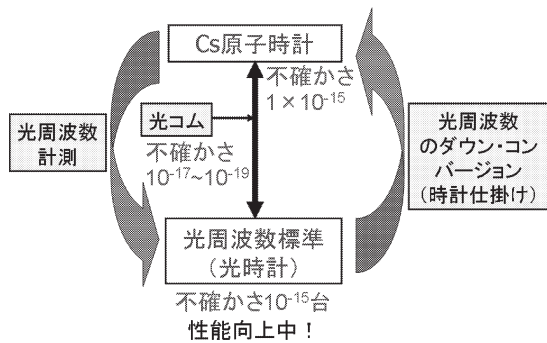 Cs原子時計
不確かさ
1×10⁻¹⁵
光コム
不確かさ
10⁻¹⁷~10⁻¹⁹
光周波数
計測
光周波数
のダウン・コン
バージョン
(時計仕掛け)
光周波数標準
(光時計)
不確かさ10⁻¹⁵台
性能向上中！